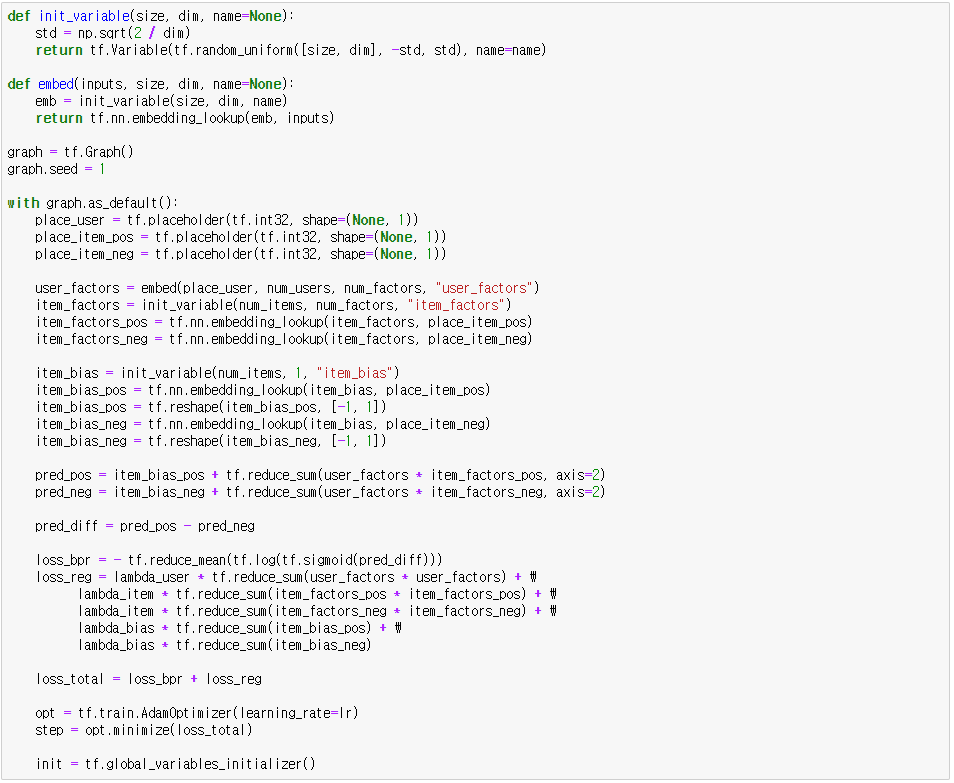 def init_variable(size, dim, name=None):
    std = np.sqrt(2 / dim)
    return tf.Variable(tf.random_uniform([size, dim], -std, std), name=name)

def embed(inputs, size, dim, name=None):
    emb = init_variable(size, dim, name)
    return tf.nn.embedding_lookup(emb, inputs)

graph = tf.Graph()
graph.seed = 1

with graph.as_default():
    place_user = tf.placeholder(tf.int32, shape=(None, 1))
    place_item_pos = tf.placeholder(tf.int32, shape=(None, 1))
    place_item_neg = tf.placeholder(tf.int32, shape=(None, 1))

    user_factors = embed(place_user, num_users, num_factors, "user_factors")
    item_factors = init_variable(num_items, num_factors, "item_factors")
    item_factors_pos = tf.nn.embedding_lookup(item_factors, place_item_pos)
    item_factors_neg = tf.nn.embedding_lookup(item_factors, place_item_neg)

    item_bias = init_variable(num_items, 1, "item_bias")
    item_bias_pos = tf.nn.embedding_lookup(item_bias, place_item_pos)
    item_bias_pos = tf.reshape(item_bias_pos, [-1, 1])
    item_bias_neg = tf.nn.embedding_lookup(item_bias, place_item_neg)
    item_bias_neg = tf.reshape(item_bias_neg, [-1, 1])

    pred_pos = item_bias_pos + tf.reduce_sum(user_factors * item_factors_pos, axis=2)
    pred_neg = item_bias_neg + tf.reduce_sum(user_factors * item_factors_neg, axis=2)

    pred_diff = pred_pos - pred_neg

    loss_bpr = - tf.reduce_mean(tf.log(tf.sigmoid(pred_diff)))
    loss_reg = lambda_user * tf.reduce_sum(user_factors * user_factors) + ₩
          lambda_item * tf.reduce_sum(item_factors_pos * item_factors_pos) + ₩
          lambda_item * tf.reduce_sum(item_factors_neg * item_factors_neg) + ₩
          lambda_bias * tf.reduce_sum(item_bias_pos) + ₩
          lambda_bias * tf.reduce_sum(item_bias_neg)

    loss_total = loss_bpr + loss_reg

    opt = tf.train.AdamOptimizer(learning_rate=lr)
    step = opt.minimize(loss_total)

    init = tf.global_variables_initializer()